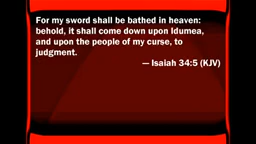 For my sword shall be bathed in heaven:
behold, it shall come down upon Idumea,
and upon the people of my curse, to
judgment.
— Isaiah 34:5 (KJV)